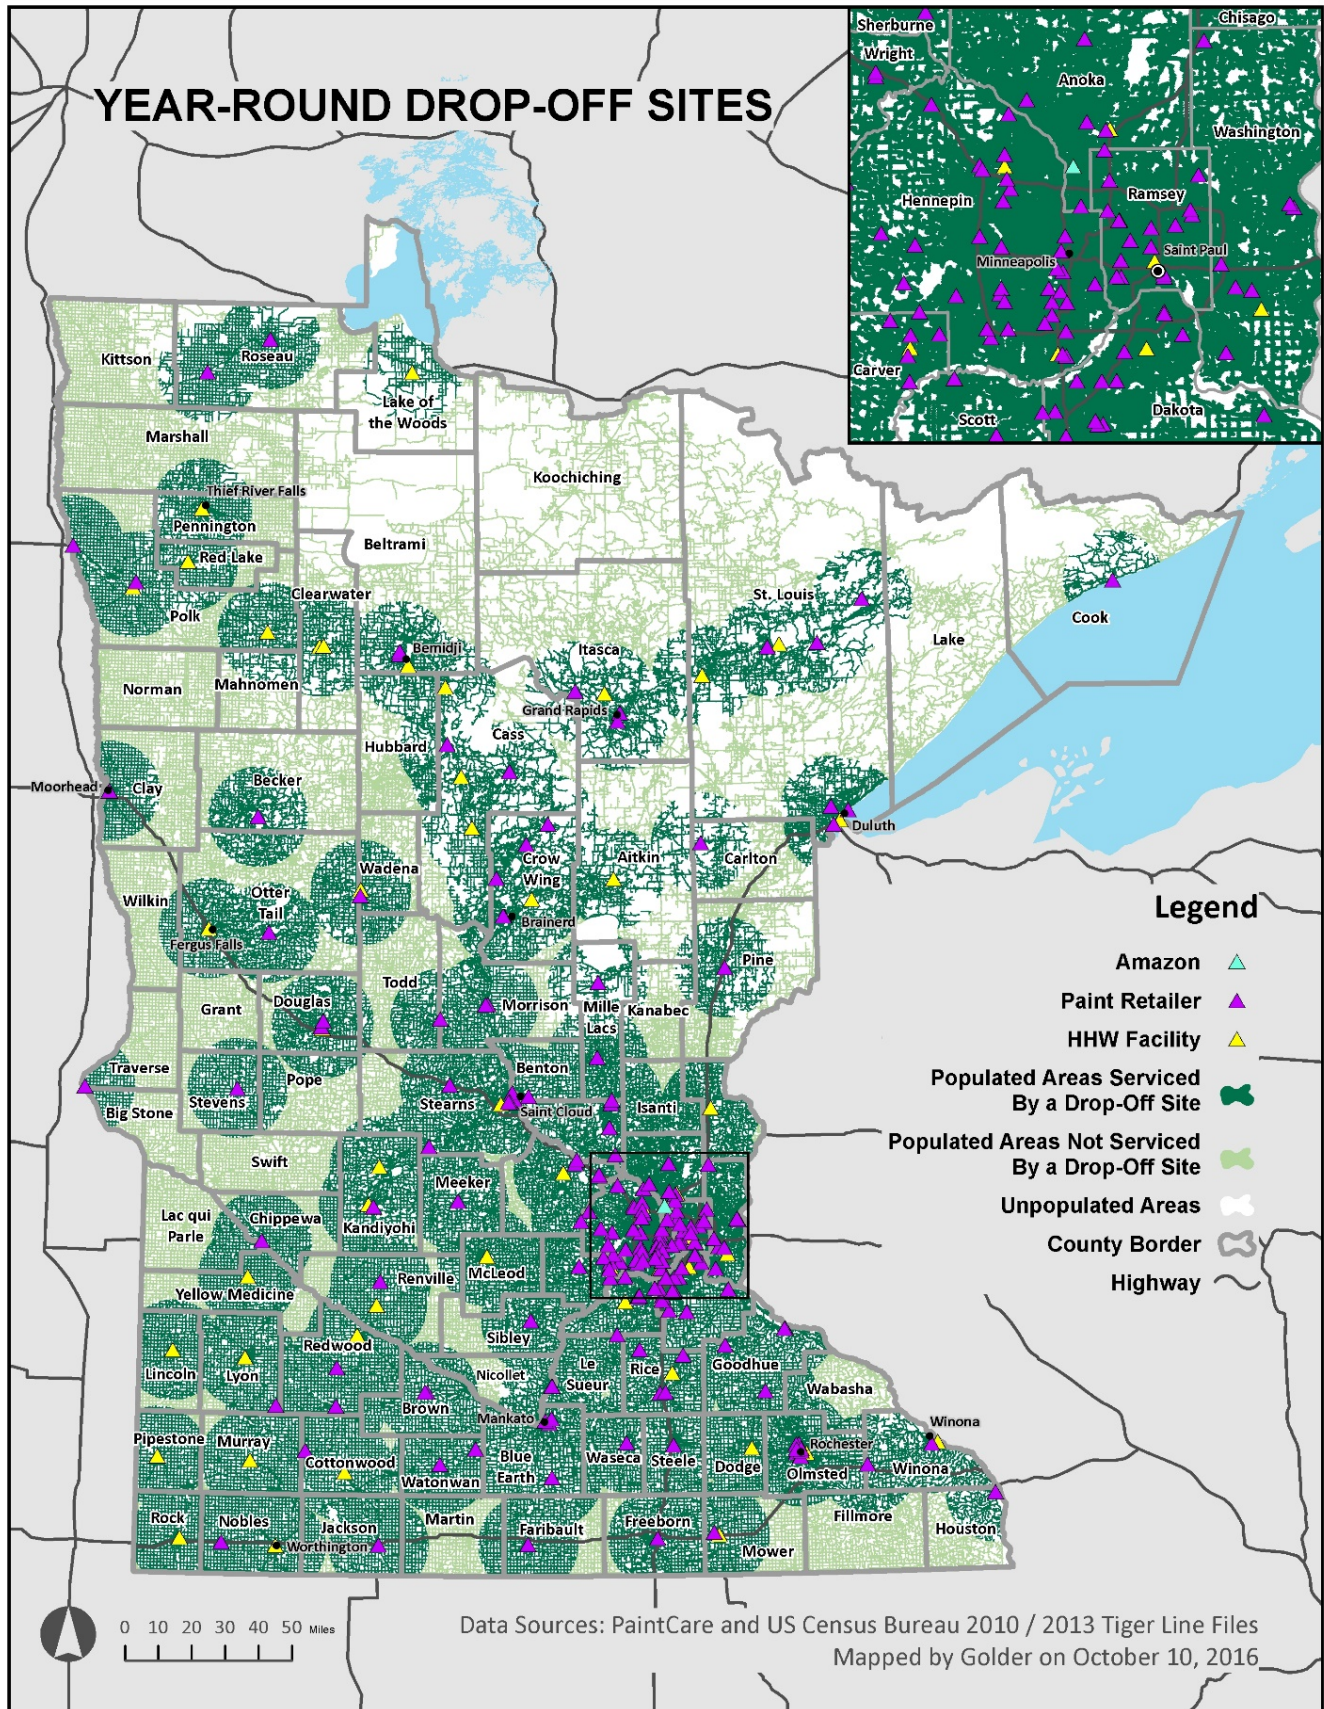 YEAR-ROUND DROP-OFF SITES
Sherburne
Chisago
Wright
Anoka
Washington
Hennepin
Ramsey
Saint Paul
Minneapolis
Carver
Scott
Dakota
Kittson
Roseau
Lake of
the Woods
Marshall
Koochiching
Thief River Falls
Pennington
Beltrami
Red Lake
Clearwater
Polk
St. Louis
Cook
Lake
Bemidji
Itasca
Norman
Mahnomen
Grand Rapids
Hubbard
Cass
Moorhead
Clay
Becker
Duluth
Wadena
Crow
Wing
Aitkin
Carlton
Wilkin
Otter
Tail
Brainerd
Fergus Falls
Pine
Todd
Grant
Douglas
Morrison
Mille
Lacs
Kanabec
Traverse
Pope
Benton
Big Stone
Stevens
Stearns
Saint Cloud
Isanti
Swift
Meeker
Lac qui
Parle
Chippewa
Kandiyohi
Renville
McLeod
Yellow Medicine
Sibley
Redwood
Lincoln
Lyon
Nicollet
Le
Sueur
Rice
Goodhue
Wabasha
Brown
Mankato
Winona
Pipestone
Murray
Cottonwood
Blue
Earth
Waseca
Steele
Rochester
Dodge
Olmsted
Winona
Watonwan
Rock
Nobles
Jackson
Martin
Faribault
Freeborn
Fillmore
Houston
Worthington
Mower
Legend
Amazon
Paint Retailer
HHW Facility
Populated Areas Serviced
By a Drop-Off Site
Populated Areas Not Serviced
By a Drop-Off Site
Unpopulated Areas
County Border
Highway
0 10 20 30 40 50 Miles
Data Sources: PaintCare and US Census Bureau 2010 / 2013 Tiger Line Files
Mapped by Golder on October 10, 2016